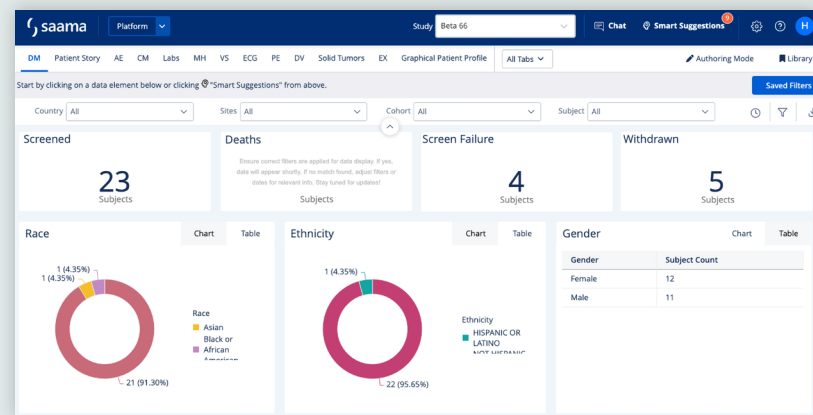 saama
Platform
Study Beta 66
Chat
Smart Suggestions
9
H
DM Patient Story AE CM Labs MH VS ECG PE DV Solid Tumors EX Graphical Patient Profile All Tabs Authoring Mode Library
Start by clicking on a data element below or clicking "Smart Suggestions" from above.
Saved Filters
Country All Sites All Cohort All Subject All
Screened
23
Subjects
Deaths
Ensure correct filters are applied for data display. If yes,
data will appear shortly. If no match found, adjust filters or
dates for relevant info. Stay tuned for updates!
Subjects
Screen Failure
4
Subjects
Withdrawn
5
Subjects
Race Chart Table
1 (4.35%)
1 (4.35%)
21 (91.30%)
Race
Asian
Black or
African
American
Ethnicity Chart Table
1 (4.35%)
22 (95.65%)
Ethnicity
HISPANIC OR
LATINO
NOT HISPANIC
Gender Chart Table
Gender Subject Count
Female 12
Male 11